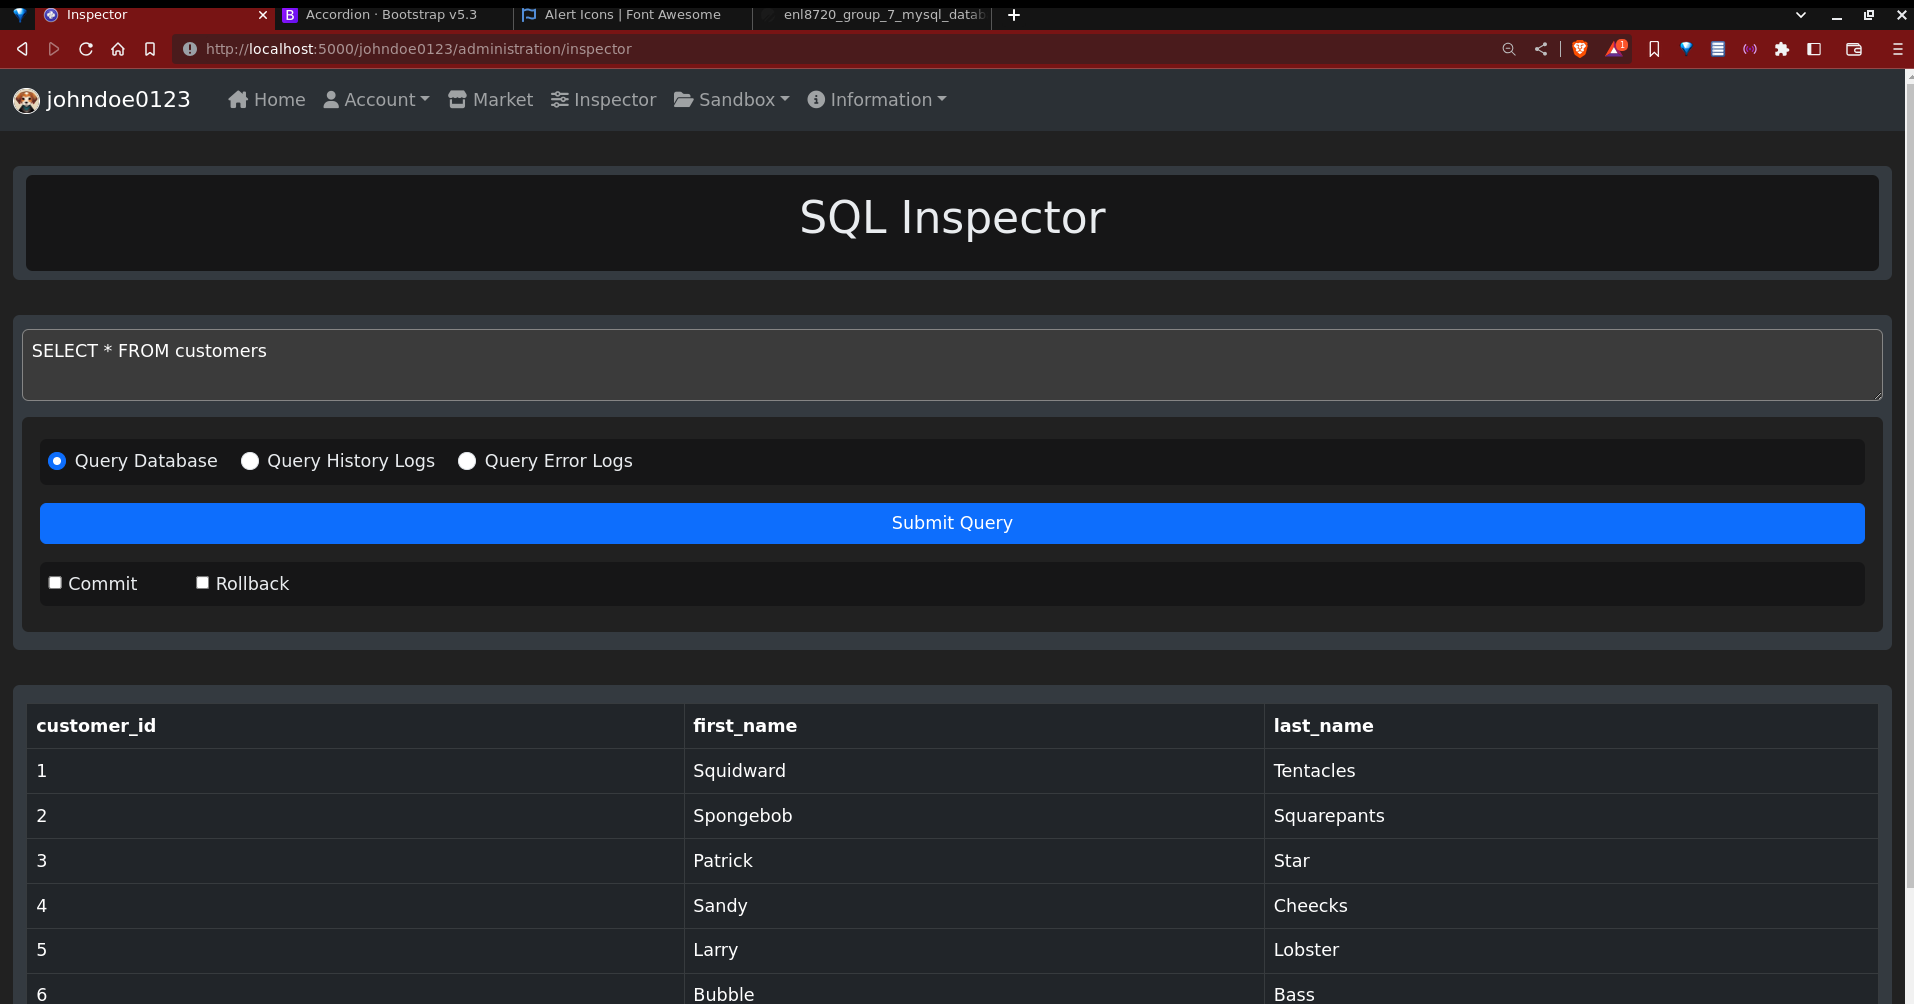 Inspector
B Accordion · Bootstrap v5.3
Alert Icons | Font Awesome
enl8720_group_7_mysql_datab
http://localhost:5000/johndoe0123/administration/inspector
1
johndoe0123 Home Account Market Inspector Sandbox Information
SQL Inspector
SELECT * FROM customers
Query Database Query History Logs Query Error Logs
Submit Query
Commit Rollback
customer_id first_name last_name
1 Squidward Tentacles
2 Spongebob Squarepants
3 Patrick Star
4 Sandy Cheecks
5 Larry Lobster
6 Bubble Bass